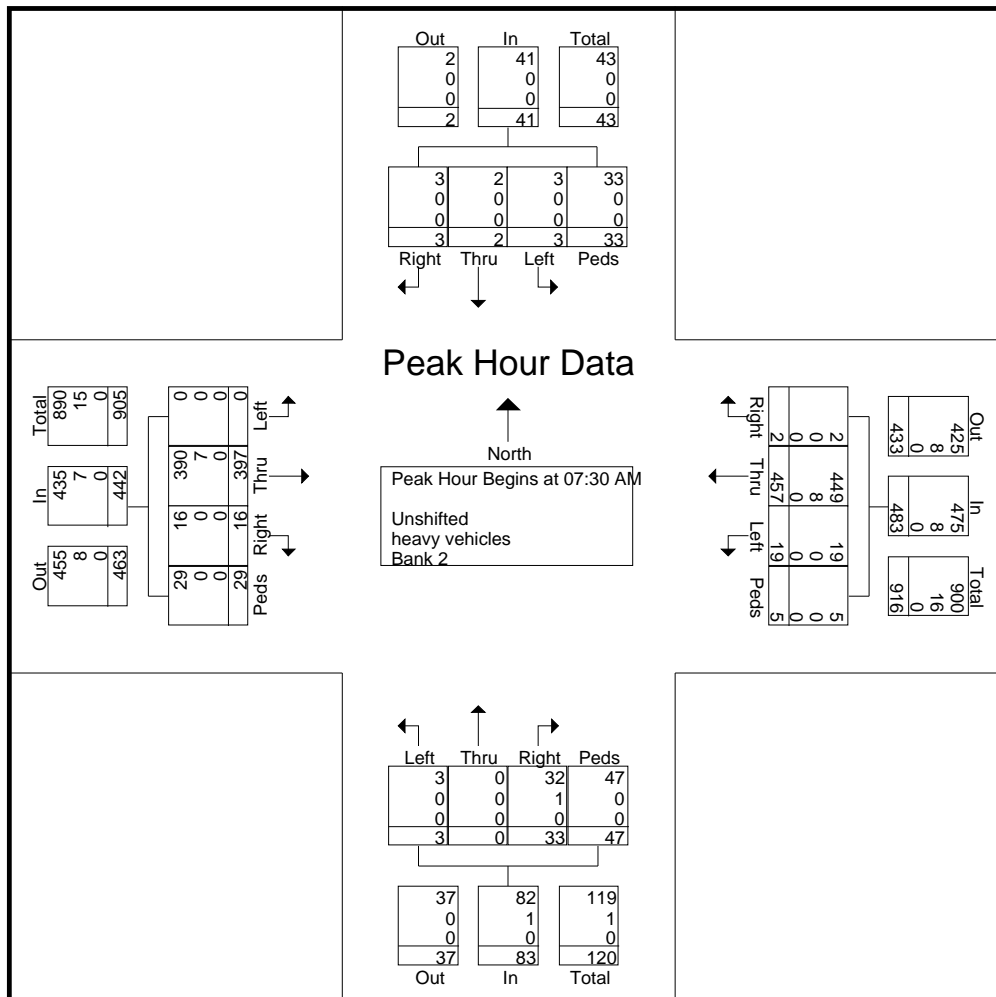 Out In Total
2 41 43
0 0 0
0 0 0
2 41 43
3 2 3 33
0 0 0 0
0 0 0 0
3 2 3 33
Right Thru Left Peds
Peak Hour Data
North
Peak Hour Begins at 07:30 AM
Unshifted
heavy vehicles
Bank 2
Total
890
15
0
905
In
435
7
0
442
Out
455
8
0
463
0
0
0
0
Left
390
7
0
397
Thru
16
0
0
16
Right
29
0
0
29
Peds
Right
2
0
0
2
Thru
449
8
0
457
Left
19
0
0
19
Peds
5
0
0
5
Out
425
8
0
433
In
475
8
0
483
Total
900
16
0
916
Left Thru Right Peds
3 0 32 47
0 0 1 0
0 0 0 0
3 0 33 47
37 82 119
0 1 1
0 0 0
37 83 120
Out In Total